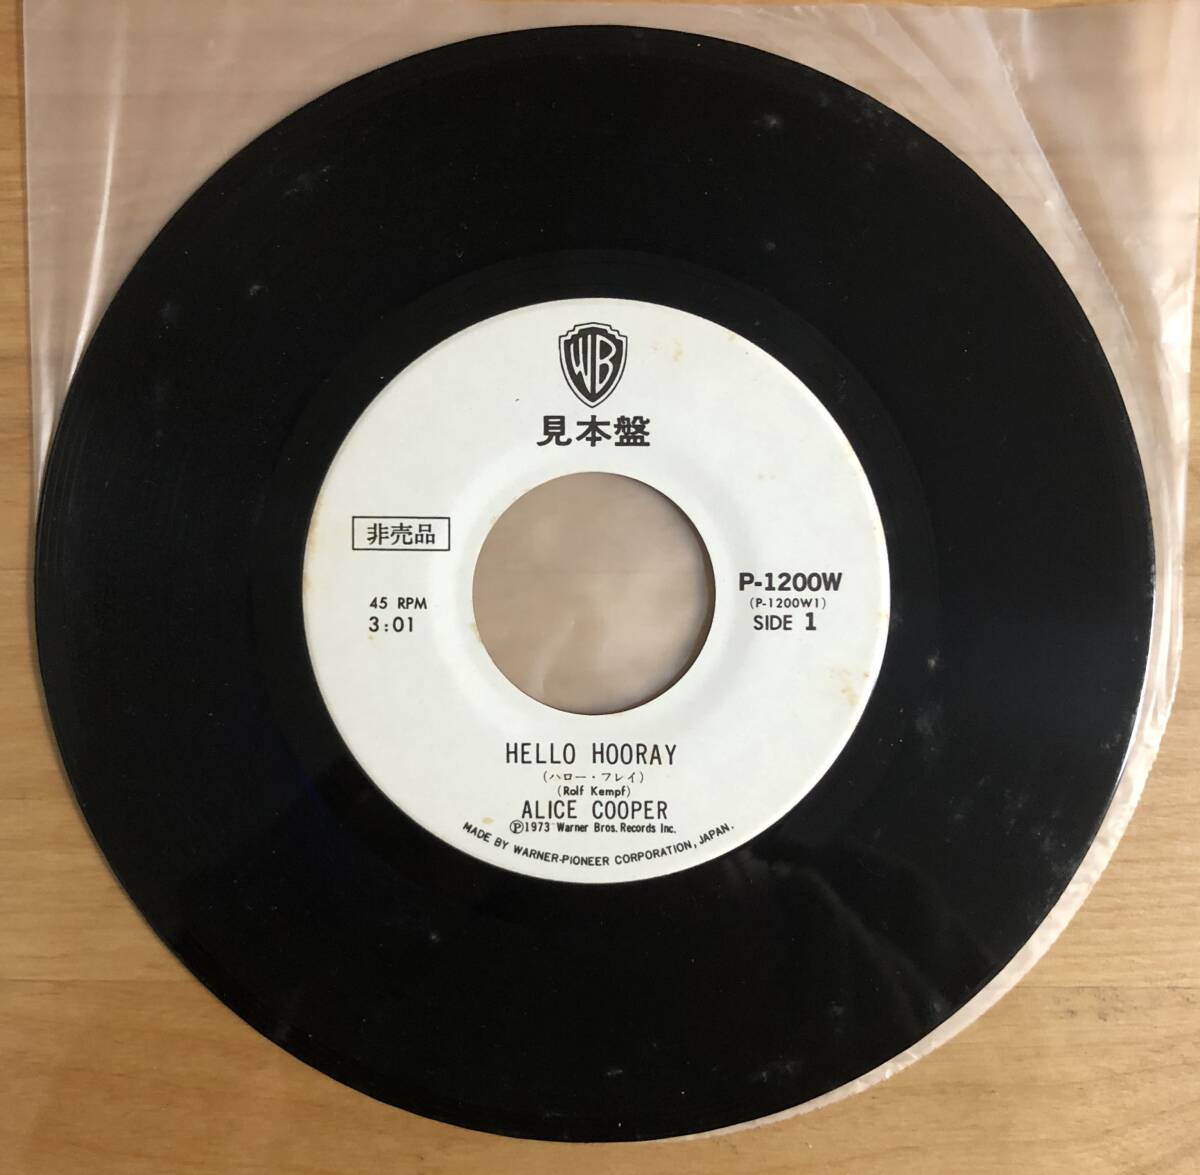 WB
見本盤
非売品
45 RPM
3:01
P-1200W
(P-1200W1)
SIDE 1
HELLO HOORAY
(ハロー・フレイ)
(Rolf Kempf)
ALICE COOPER
Ⓟ1973 Warner Bros. Records Inc.
MADE BY WARNER-PIONEER CORPORATION, JAPAN.